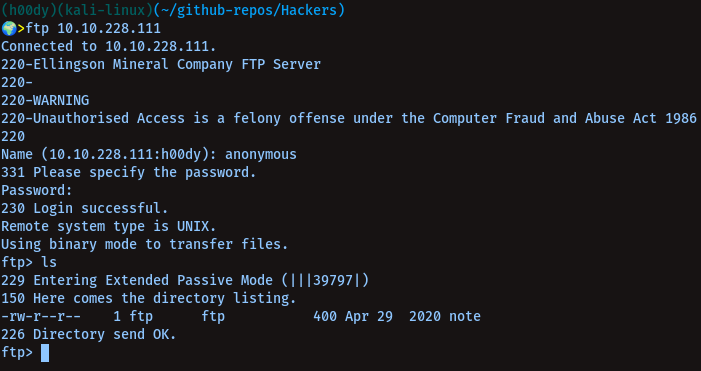 (h00dy)(kali-linux)(~/github-repos/Hackers)
🌍>ftp 10.10.228.111
Connected to 10.10.228.111.
220-Ellingson Mineral Company FTP Server
220-
220-WARNING
220-Unauthorised Access is a felony offense under the Computer Fraud and Abuse Act 1986
220
Name (10.10.228.111:h00dy): anonymous
331 Please specify the password.
Password:
230 Login successful.
Remote system type is UNIX.
Using binary mode to transfer files.
ftp> ls
229 Entering Extended Passive Mode (|||39797|)
150 Here comes the directory listing.
-rw-r--r--    1 ftp      ftp           400 Apr 29  2020 note
226 Directory send OK.
ftp>